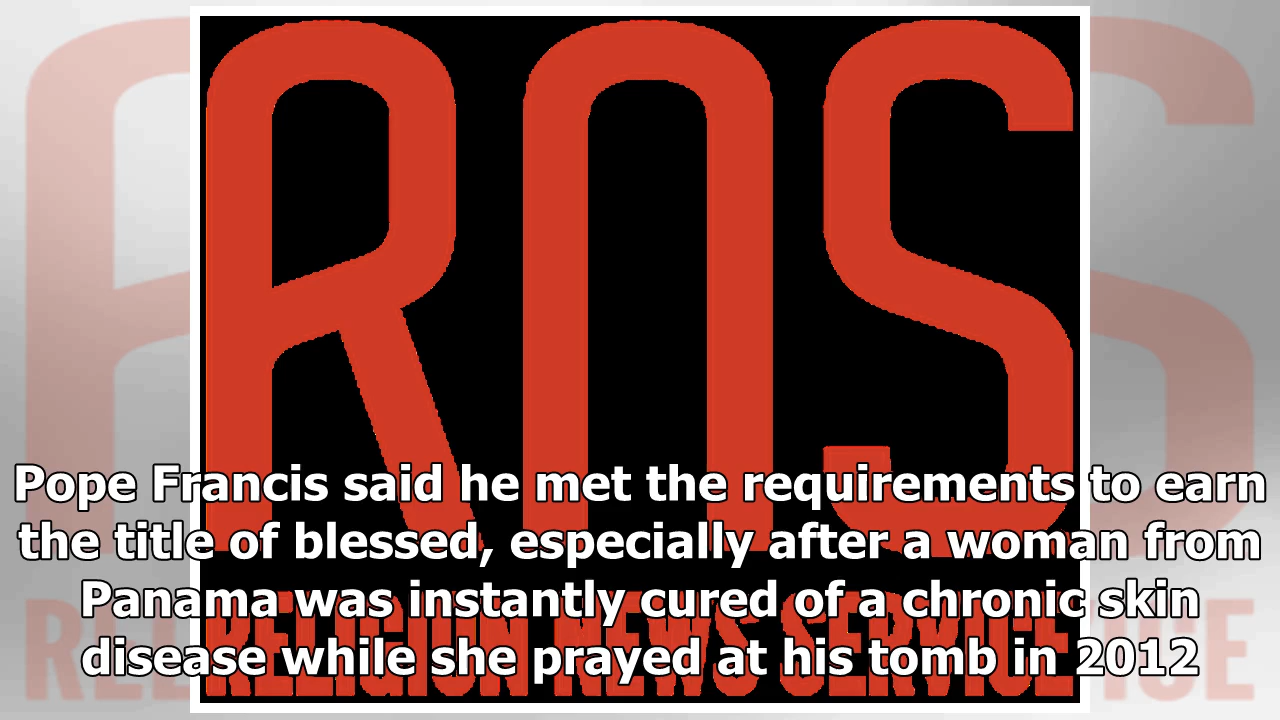 RNS
Pope Francis said he met the requirements to earn
the title of blessed, especially after a woman from
Panama was instantly cured of a chronic skin
disease while she prayed at his tomb in 2012
RELIGION NEWS SERVICE